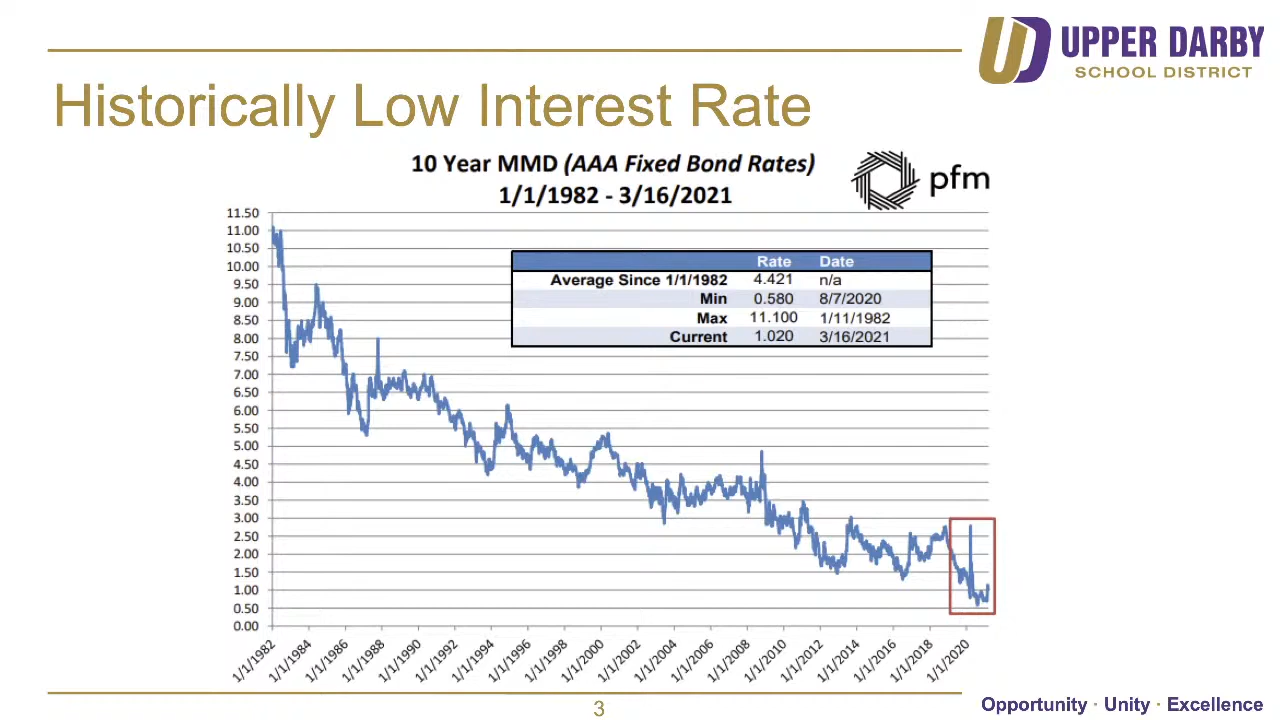 UPPER DARBY
SCHOOL DISTRICT
Historically Low Interest Rate
10 Year MMD (AAA Fixed Bond Rates)
1/1/1982 - 3/16/2021
pfm
11.50
11.00
10.50
10.00
9.50
9.00
8.50
8.00
7.50
7.00
6.50
6.00
5.50
5.00
4.50
4.00
3.50
3.00
2.50
2.00
1.50
1.00
0.50
0.00
Rate Date
Average Since 1/1/1982 4.421 n/a
Min 0.580 8/7/2020
Max 11.100 1/11/1982
Current 1.020 3/16/2021
1/1/1982 1/1/1984 1/1/1986 1/1/1988 1/1/1990 1/1/1992 1/1/1994 1/1/1996 1/1/1998 1/1/2000 1/1/2002 1/1/2004 1/1/2006 1/1/2008 1/1/2010 1/1/2012 1/1/2014 1/1/2016 1/1/2018 1/1/2020
3
Opportunity · Unity · Excellence